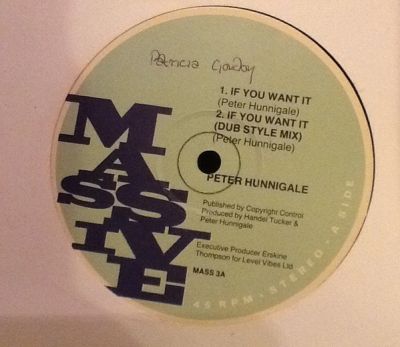 Patricia
1. IF YOU WANT IT
(Peter Hunnigale)
2. IF YOU WANT IT
(DUB STYLE MIX)
(Peter Hunnigale)
PETER HUNNIGALE
Published by Copyright Control
Produced by Handel Tucker &
Peter Hunnigale
Executive Producer Erskine
Thompson for Level Vibes Ltd
MASS 3A
MASSIVE
45 RPM - STEREO - A SIDE